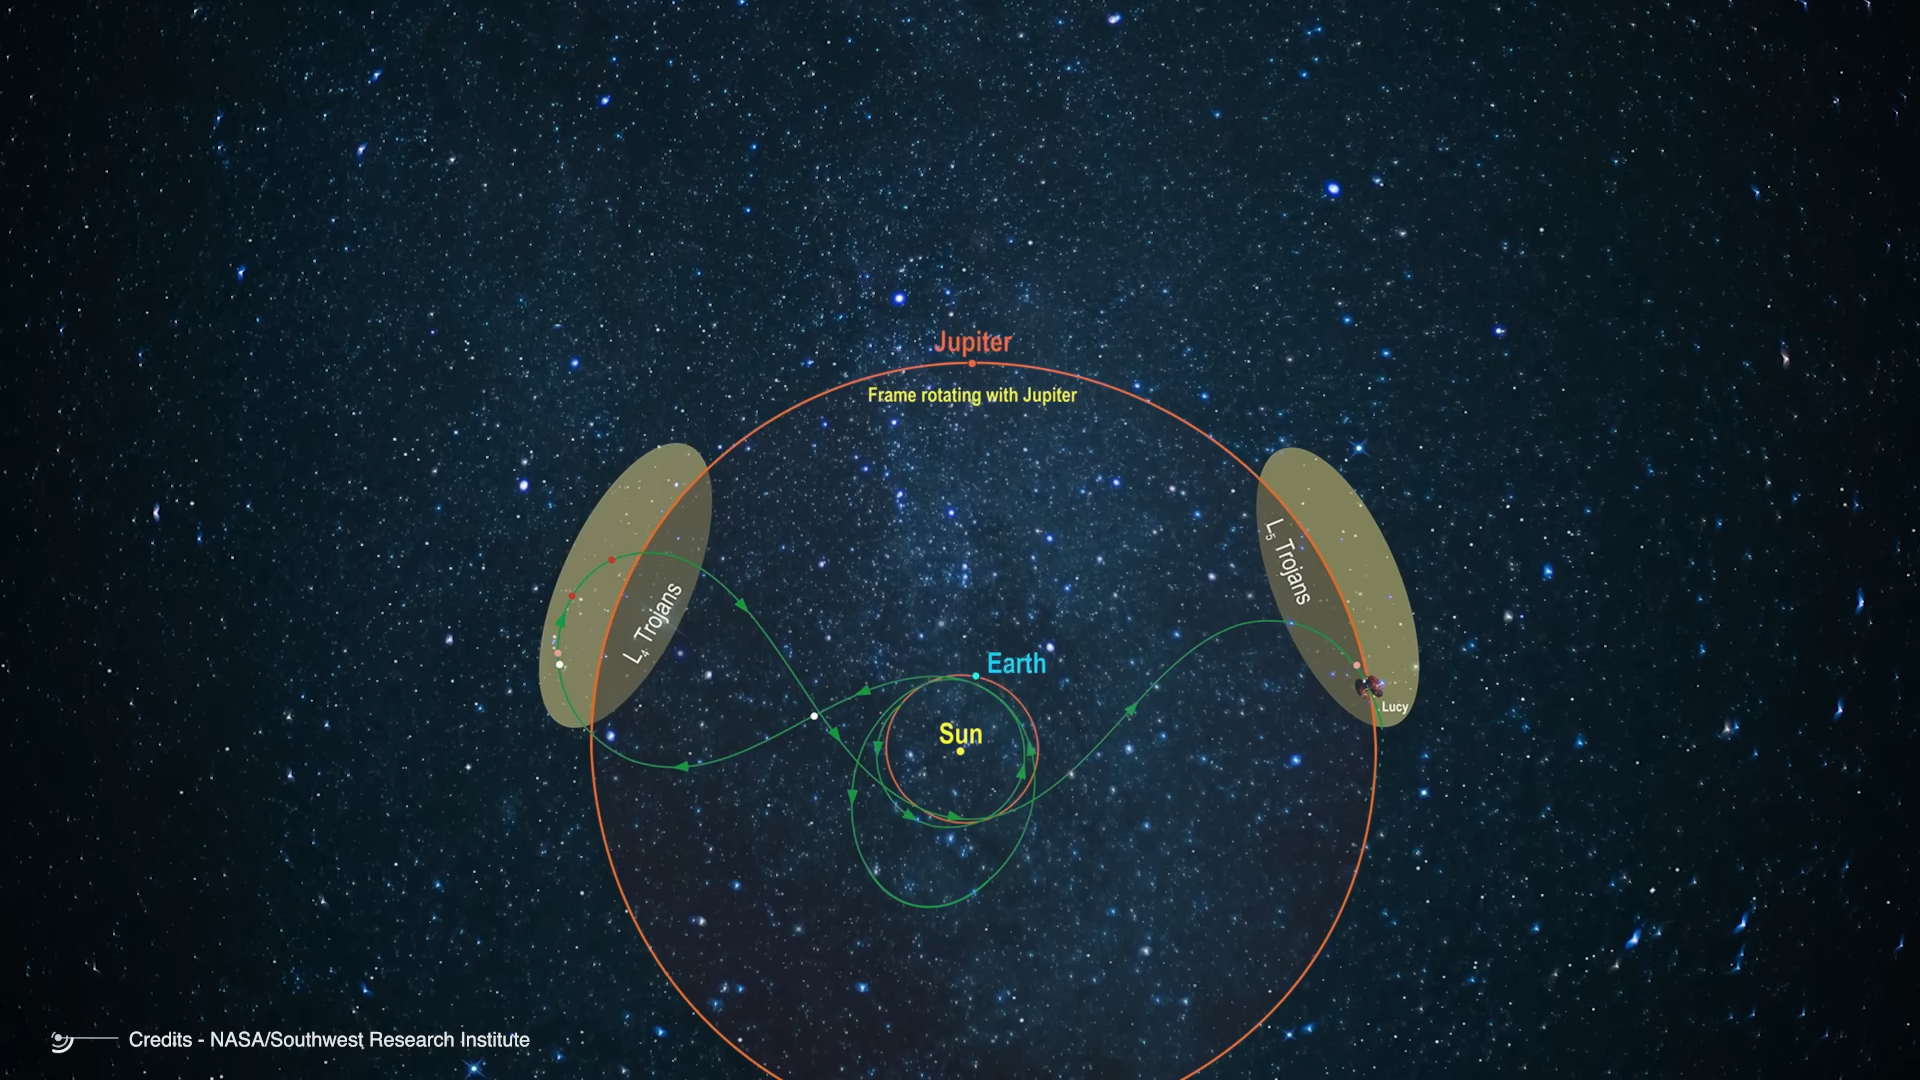 Jupiter
Frame rotating with Jupiter
L₄ Trojans
L₅ Trojans
Earth
Sun
Lucy
Credits - NASA/Southwest Research Institute